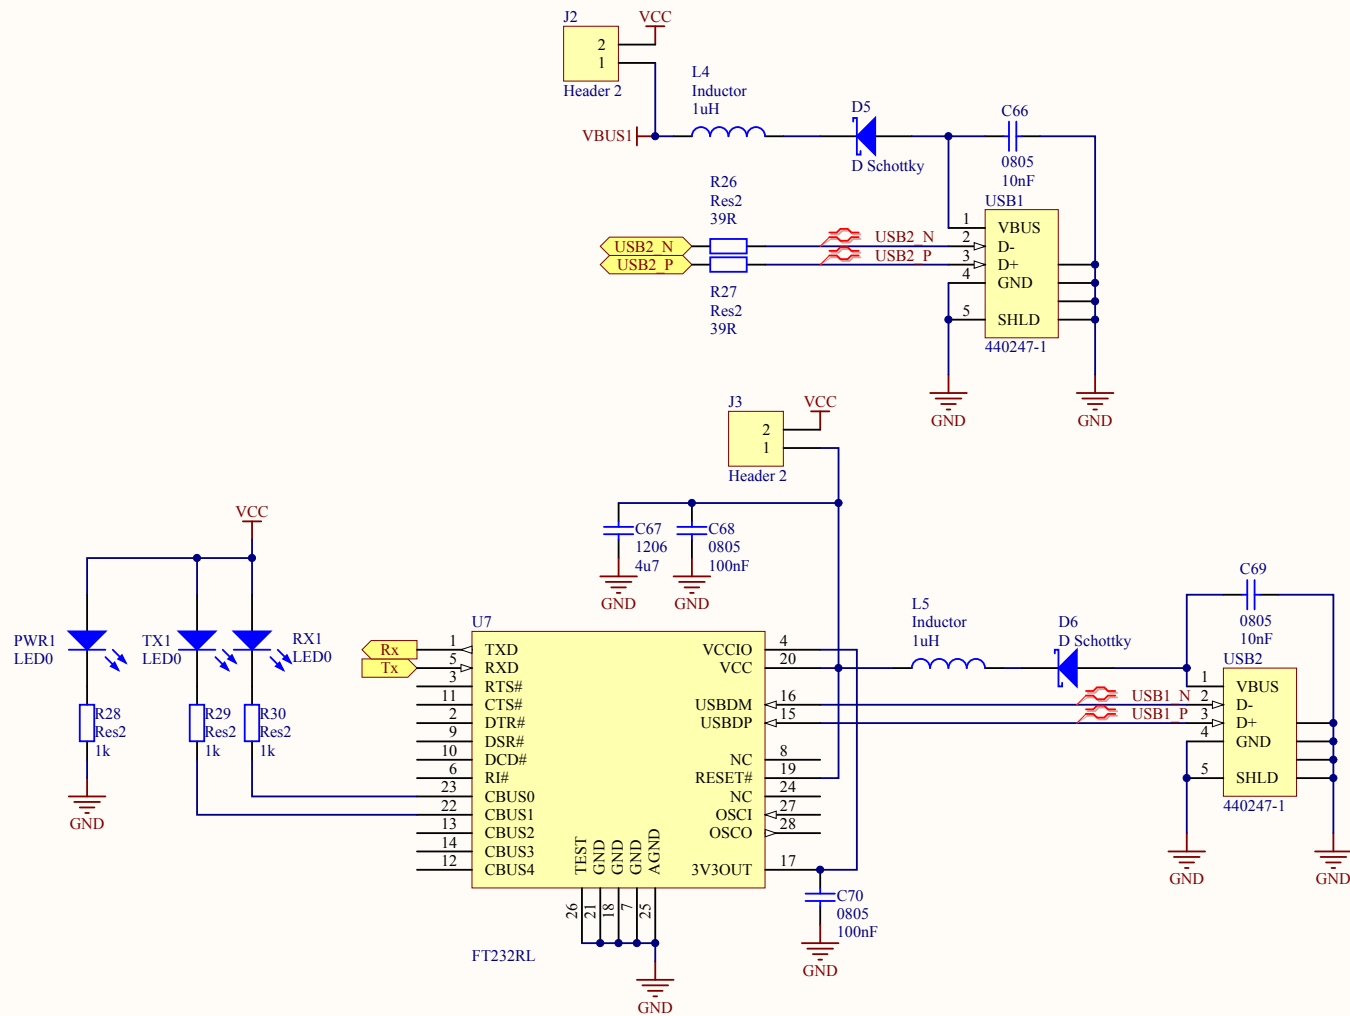 J2
VCC
2
1
Header 2
L4
Inductor
1uH
VBUS1
D5
D Schottky
C66
0805
10nF
R26
Res2
39R
USB2_N
USB2_P
R27
Res2
39R
USB2_N
USB2_P
USB1
1 VBUS
2 D-
3 D+
4 GND
5 SHLD
440247-1
GND
GND
J3
VCC
2
1
Header 2
C67
1206
4u7
GND
C68
0805
100nF
GND
VCC
PWR1
LED0
TX1
LED0
RX1
LED0
R28
Res2
1k
R29
Res2
1k
R30
Res2
1k
GND
U7
Rx
Tx
1 TXD
5 RXD
3 RTS#
11 CTS#
2 DTR#
9 DSR#
10 DCD#
6 RI#
23 CBUS0
22 CBUS1
13 CBUS2
14 CBUS3
12 CBUS4
VCCIO 4
VCC 20
USBDM 16
USBDP 15
NC 8
RESET# 19
NC 24
OSCI 27
OSCO 28
3V3OUT 17
TEST 26
GND 21
GND 18
GND 7
AGND 25
FT232RL
GND
C70
0805
100nF
GND
L5
Inductor
1uH
D6
D Schottky
C69
0805
10nF
USB1_N
USB1_P
USB2
1 VBUS
2 D-
3 D+
4 GND
5 SHLD
440247-1
GND
GND